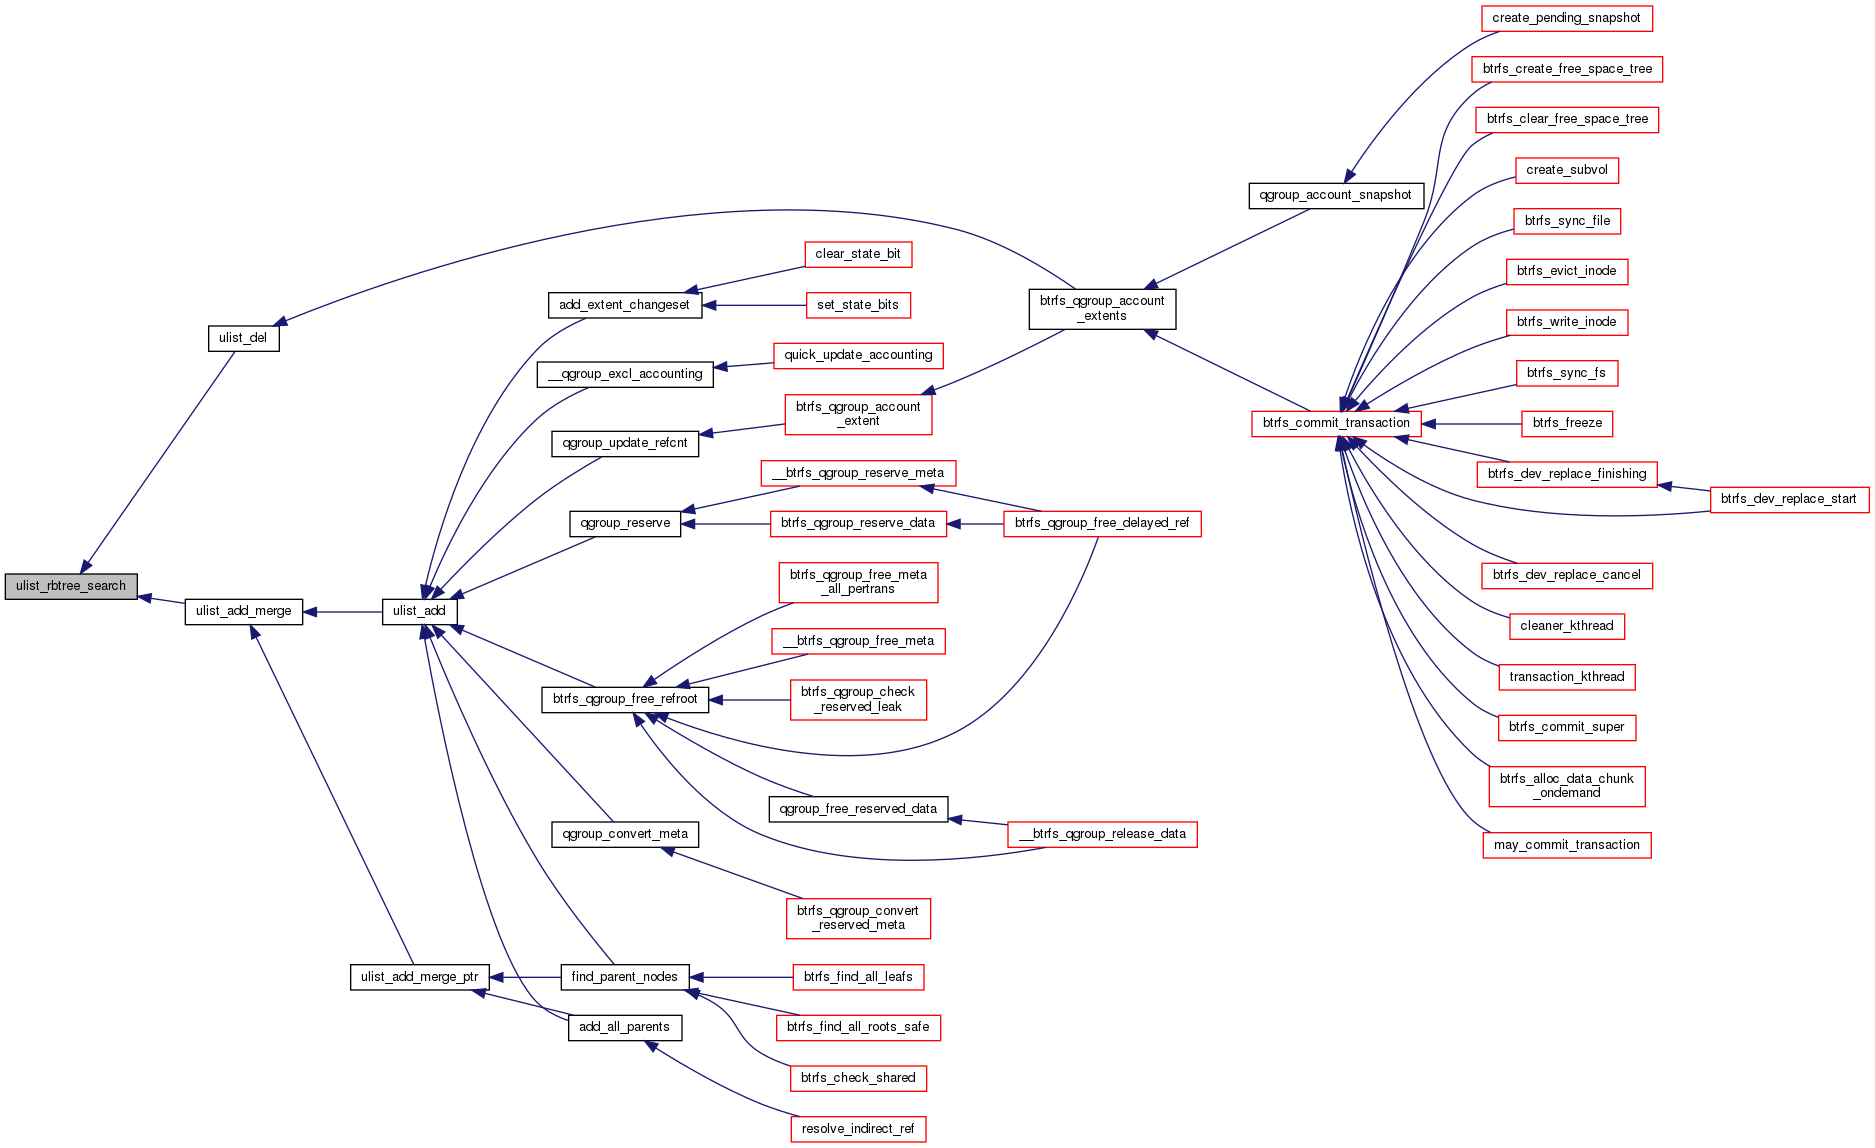 create_pending_snapshot
btrfs_create_free_space_tree
btrfs_clear_free_space_tree
create_subvol
qgroup_account_snapshot
btrfs_sync_file
clear_state_bit
btrfs_evict_inode
add_extent_changeset
set_state_bits
btrfs_qgroup_account
_extents
btrfs_write_inode
ulist_del
quick_update_accounting
__qgroup_excl_accounting
btrfs_sync_fs
btrfs_qgroup_account
_extent
btrfs_commit_transaction
btrfs_freeze
qgroup_update_refcnt
__btrfs_qgroup_reserve_meta
btrfs_dev_replace_finishing
btrfs_dev_replace_start
qgroup_reserve
btrfs_qgroup_reserve_data
btrfs_qgroup_free_delayed_ref
btrfs_qgroup_free_meta
_all_pertrans
btrfs_dev_replace_cancel
ulist_rbtree_search
ulist_add_merge
ulist_add
cleaner_kthread
__btrfs_qgroup_free_meta
transaction_kthread
btrfs_qgroup_free_refroot
btrfs_qgroup_check
_reserved_leak
btrfs_commit_super
btrfs_alloc_data_chunk
_ondemand
qgroup_free_reserved_data
qgroup_convert_meta
__btrfs_qgroup_release_data
may_commit_transaction
btrfs_qgroup_convert
_reserved_meta
ulist_add_merge_ptr
find_parent_nodes
btrfs_find_all_leafs
add_all_parents
btrfs_find_all_roots_safe
btrfs_check_shared
resolve_indirect_ref